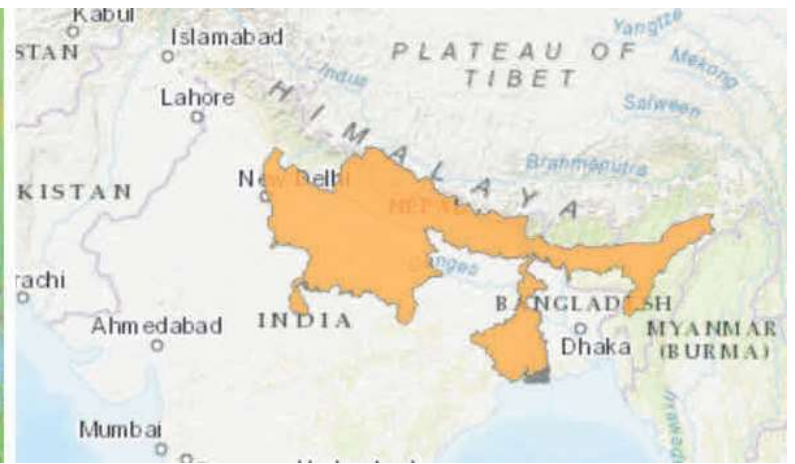 Kabul
STAN
Islamabad
Lahore
KISTAN
rachi
PLATEAU OF
TIBET
Yangtze
Mekong
Salween
Indus
HIMALAYA
Brahmaputra
New Delhi
NEPAL
Ganges
INDIA
BANGLADESH
Ahmedabad
Dhaka
MYANMAR
(BURMA)
Mumbai